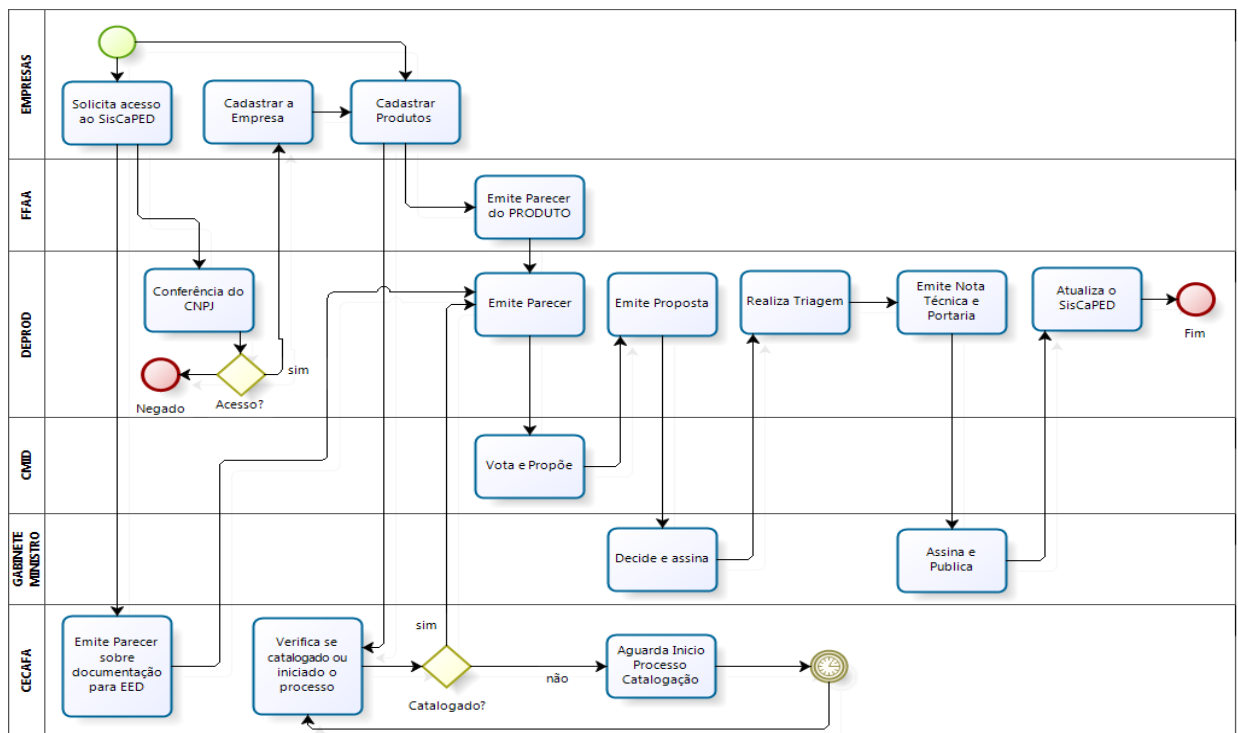 EMPRESAS
Solicita acesso
ao SisCaPED
Cadastrar a
Empresa
Cadastrar
Produtos
FFAA
Emite Parecer
do PRODUTO
DEPROD
Conferência do
CNPJ
Emite Parecer
Emite Proposta
Realiza Triagem
Emite Nota
Técnica e
Portaria
Atualiza o
SisCaPED
Fim
sim
Negado
Acesso?
CMID
Vota e Propõe
GABINETE
MINISTRO
Decide e assina
Assina e
Publica
CECAFA
Emite Parecer
sobre
documentação
para EED
Verifica se
catalogado ou
iniciado o
processo
sim
Catalogado?
não
Aguarda Inicio
Processo
Catalogação